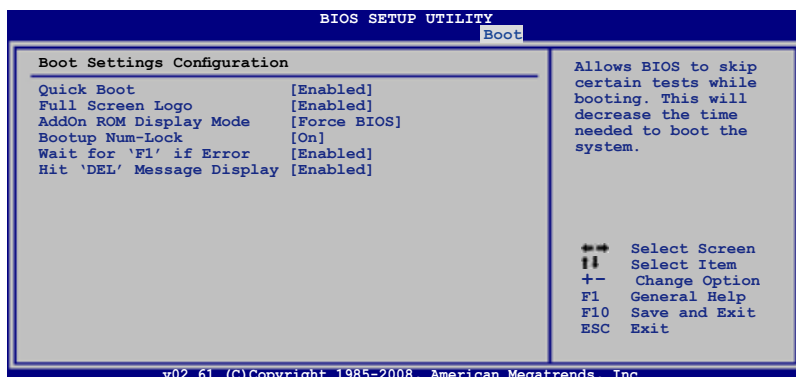 BIOS SETUP UTILITY
Boot
Boot Settings Configuration
Quick Boot [Enabled]
Full Screen Logo [Enabled]
AddOn ROM Display Mode [Force BIOS]
Bootup Num-Lock [On]
Wait for ‘F1’ if Error [Enabled]
Hit ‘DEL’ Message Display [Enabled]
Allows BIOS to skip
certain tests while
booting. This will
decrease the time
needed to boot the
system.
←→ Select Screen
↑↓ Select Item
+- Change Option
F1 General Help
F10 Save and Exit
ESC Exit
v02.61 (C)Copyright 1985-2008, American Megatrends, Inc.